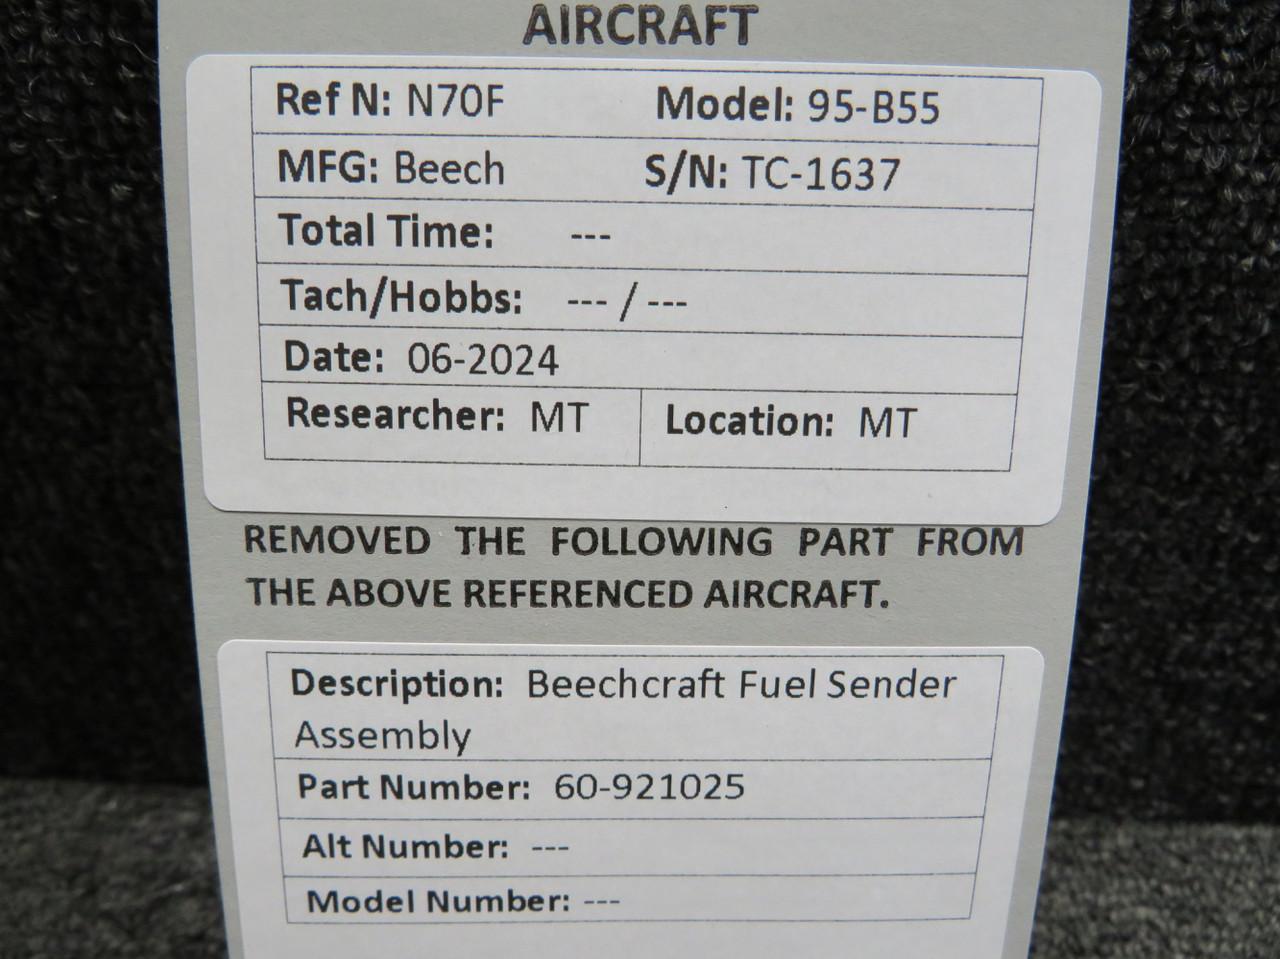 AIRCRAFT
Ref N: N70F Model: 95-B55
MFG: Beech S/N: TC-1637
Total Time: ---
Tach/Hobbs: --- / ---
Date: 06-2024
Researcher: MT Location: MT
REMOVED THE FOLLOWING PART FROM
THE ABOVE REFERENCED AIRCRAFT.
Description: Beechcraft Fuel Sender
Assembly
Part Number: 60-921025
Alt Number: ---
Model Number: ---